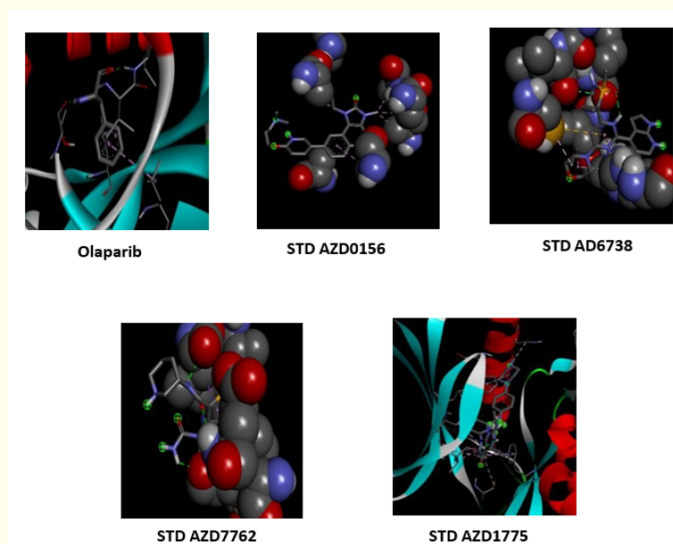 Olaparib
STD AZD0156
STD AD6738
STD AZD7762
STD AZD1775